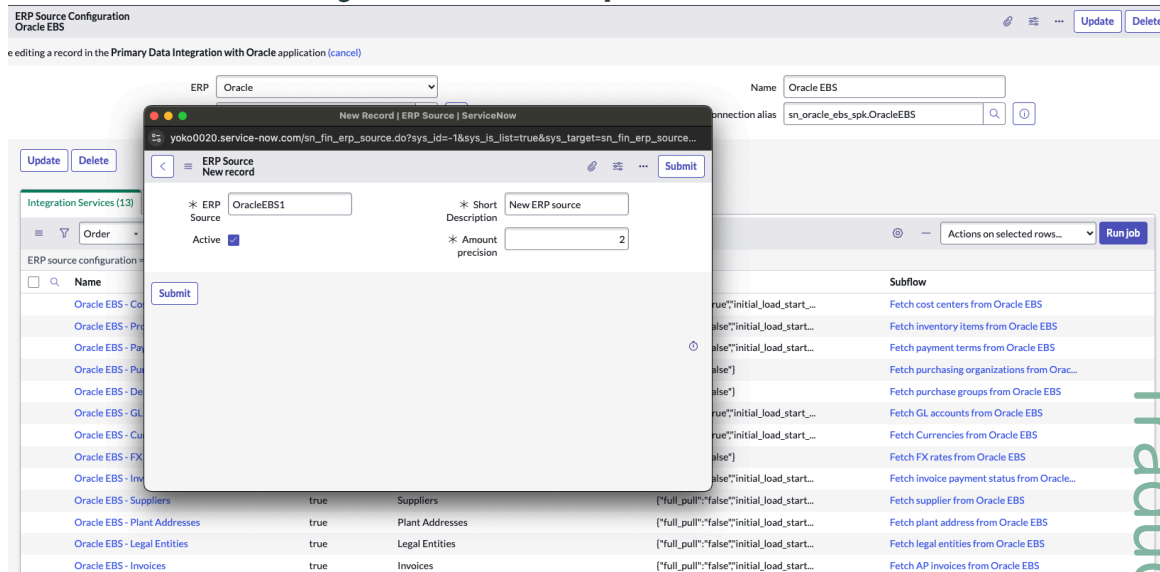 ERP Source Configuration
Oracle EBS
Update Delete
e editing a record in the Primary Data Integration with Oracle application (cancel)
ERP Oracle
Name Oracle EBS
onnection alias sn_oracle_ebs_spk.OracleEBS
New Record | ERP Source | ServiceNow
yoko0020.service-now.com/sn_fin_erp_source.do?sys_id=-1&sys_is_list=true&sys_target=sn_fin_erp_source...
Update Delete
ERP Source
New record
Submit
* ERP Source OracleEBS1
* Short Description New ERP source
Active
* Amount precision 2
Submit
Integration Services (13)
Order
Actions on selected rows... Run job
ERP source configuration =
Name Subflow
Oracle EBS - Co rue","initial_load_start_... Fetch cost centers from Oracle EBS
Oracle EBS - Pro alse","initial_load_start... Fetch inventory items from Oracle EBS
Oracle EBS - Pay alse","initial_load_start... Fetch payment terms from Oracle EBS
Oracle EBS - Pu alse"} Fetch purchasing organizations from Orac...
Oracle EBS - De alse"} Fetch purchase groups from Oracle EBS
Oracle EBS - GL rue","initial_load_start_... Fetch GL accounts from Oracle EBS
Oracle EBS - Cu rue","initial_load_start... Fetch Currencies from Oracle EBS
Oracle EBS - FX alse"} Fetch FX rates from Oracle EBS
Oracle EBS - Inv alse","initial_load_start... Fetch invoice payment status from Oracle...
Oracle EBS - Suppliers true Suppliers {"full_pull":"false","initial_load_start... Fetch supplier from Oracle EBS
Oracle EBS - Plant Addresses true Plant Addresses {"full_pull":"false","initial_load_start... Fetch plant address from Oracle EBS
Oracle EBS - Legal Entities true Legal Entities {"full_pull":"false","initial_load_start... Fetch legal entities from Oracle EBS
Oracle EBS - Invoices true Invoices {"full_pull":"false","initial_load_start... Fetch AP invoices from Oracle EBS